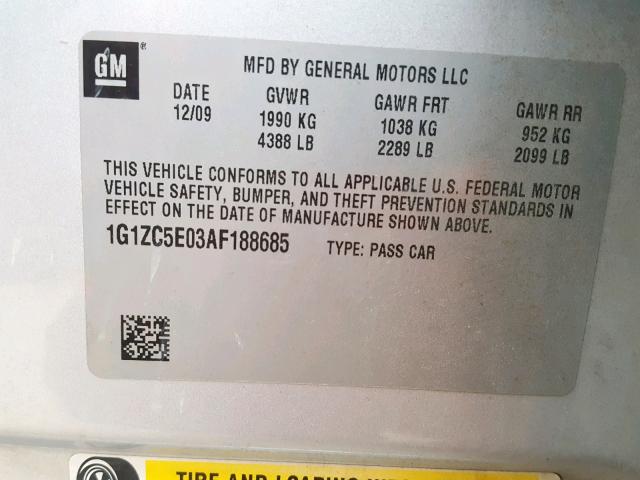 GM ®
MFD BY GENERAL MOTORS LLC
DATE GVWR GAWR FRT GAWR RR
12/09 1990 KG 1038 KG 952 KG
4388 LB 2289 LB 2099 LB
THIS VEHICLE CONFORMS TO ALL APPLICABLE U.S. FEDERAL MOTOR
VEHICLE SAFETY, BUMPER, AND THEFT PREVENTION STANDARDS IN
EFFECT ON THE DATE OF MANUFACTURE SHOWN ABOVE.
1G1ZC5E03AF188685 TYPE: PASS CAR
TIRE AND LOADING